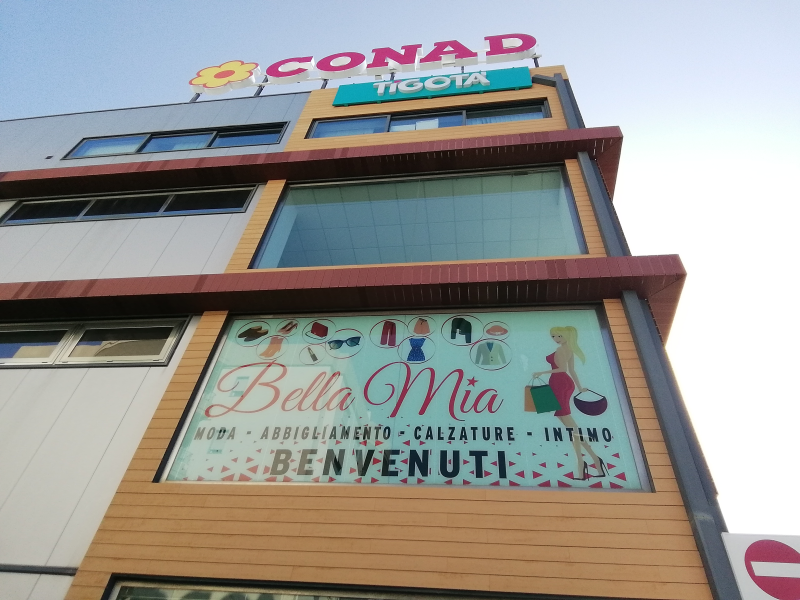 CONAD
TIGOTÀ
Bella Mia
MODA - ABBIGLIAMENTO - CALZATURE - INTIMO
BENVENUTI